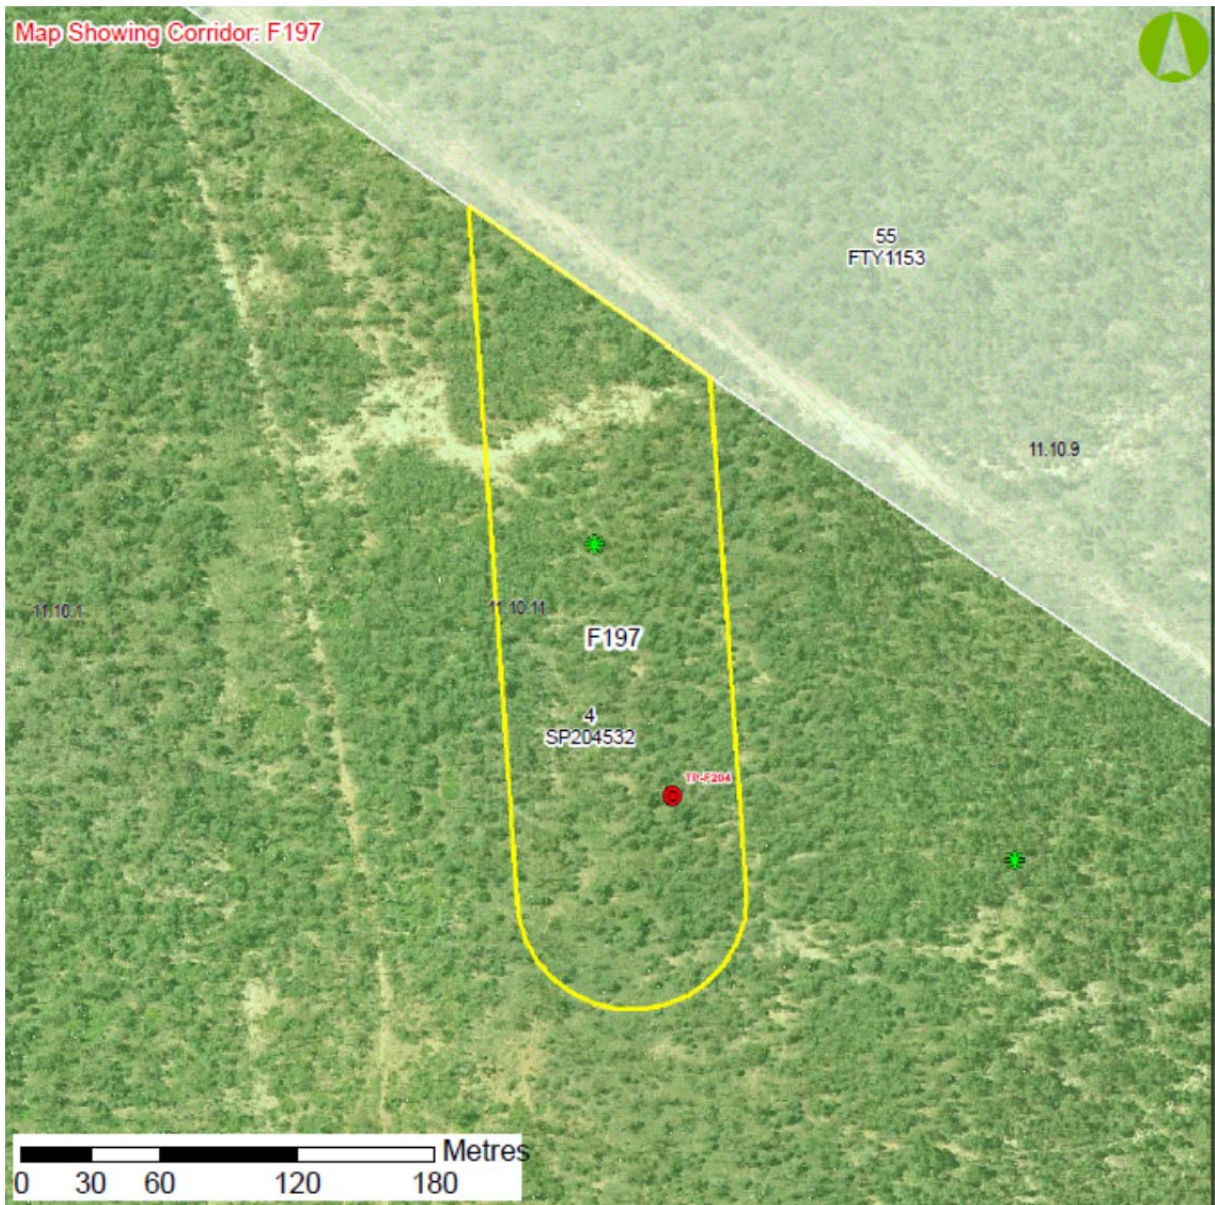 Map Showing Corridor: F197
55
FTY1153
11.10.9
11.10.1
11.10.11
F197
4
SP204532
TP-F204
Metres
0 30 60 120 180